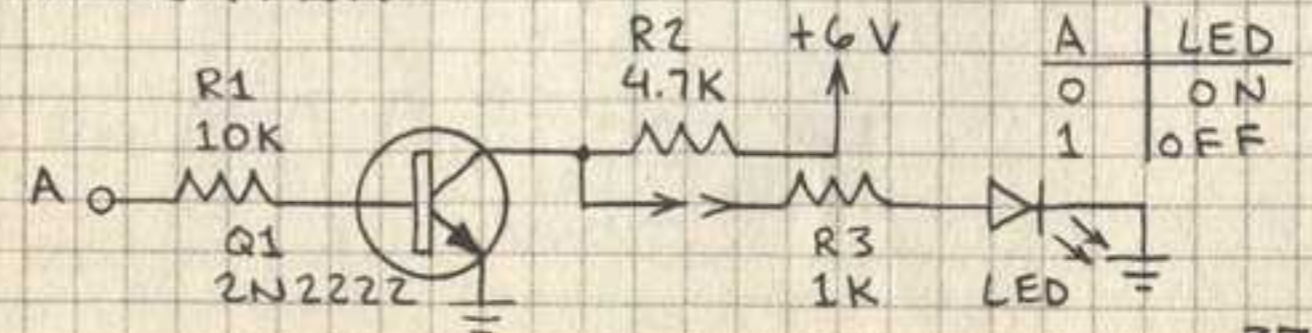 R2 +6V
4.7K
R1
10K
A
Q1
2N2222
R3
1K LED
A LED
0 ON
1 OFF